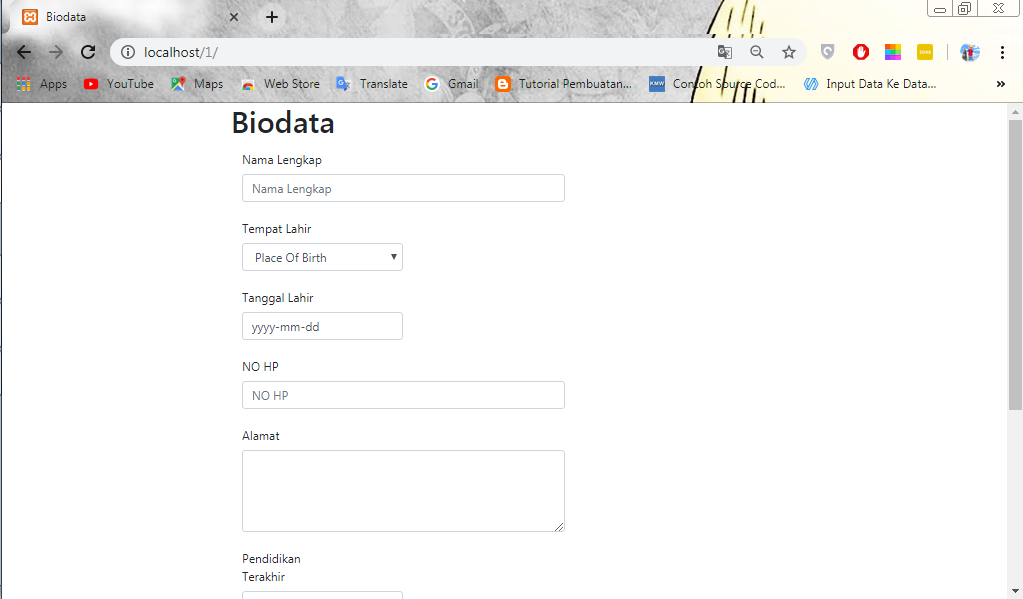 Biodata
localhost/1/
Apps YouTube Maps Web Store Translate Gmail Tutorial Pembuatan... Contoh Source Cod... Input Data Ke Data... »
Biodata
Nama Lengkap
Nama Lengkap
Tempat Lahir
Place Of Birth
Tanggal Lahir
yyyy-mm-dd
NO HP
NO HP
Alamat
Pendidikan
Terakhir